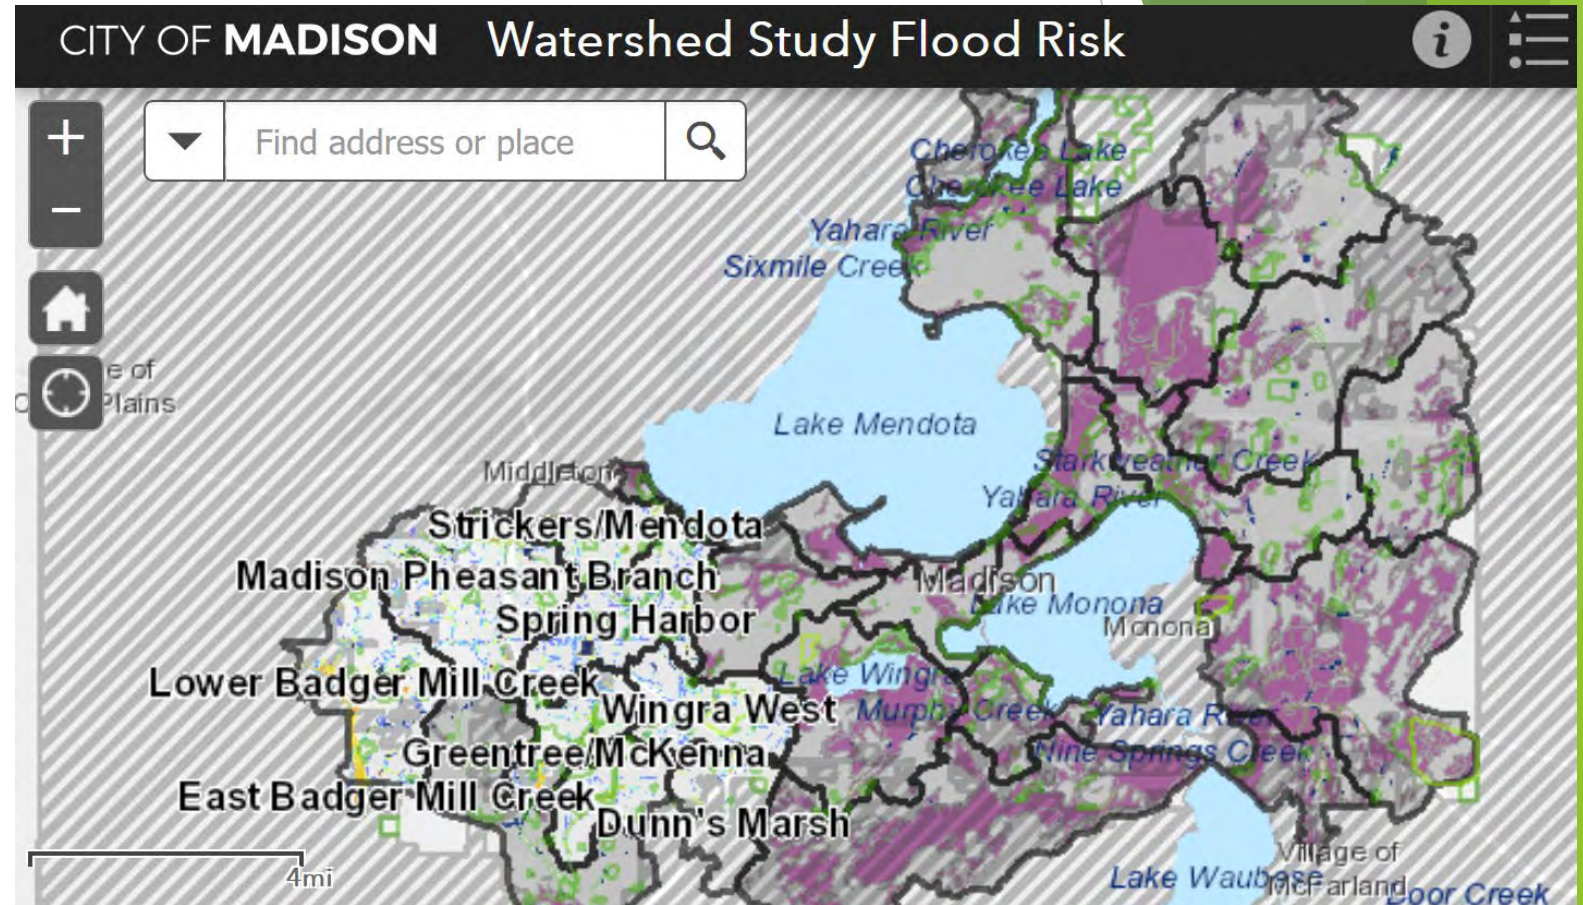 CITY OF MADISON Watershed Study Flood Risk
Find address or place
Cherokee Lake
Cherokee Lake
Yahara River
Sixmile Creek
e of
Plains
Lake Mendota
Middleton
Starkweather Creek
Yahara River
Strickers/Mendota
Madison Pheasant Branch
Madison
Spring Harbor
Lake Monona
Monona
Lower Badger Mill Creek
Lake Wingra
Wingra West
Murphy Creek
Yahara River
Greentree/McKenna
Nine Springs Creek
East Badger Mill Creek
Dunn's Marsh
4mi
Village of
McFarland
Lake Waubese
Door Creek